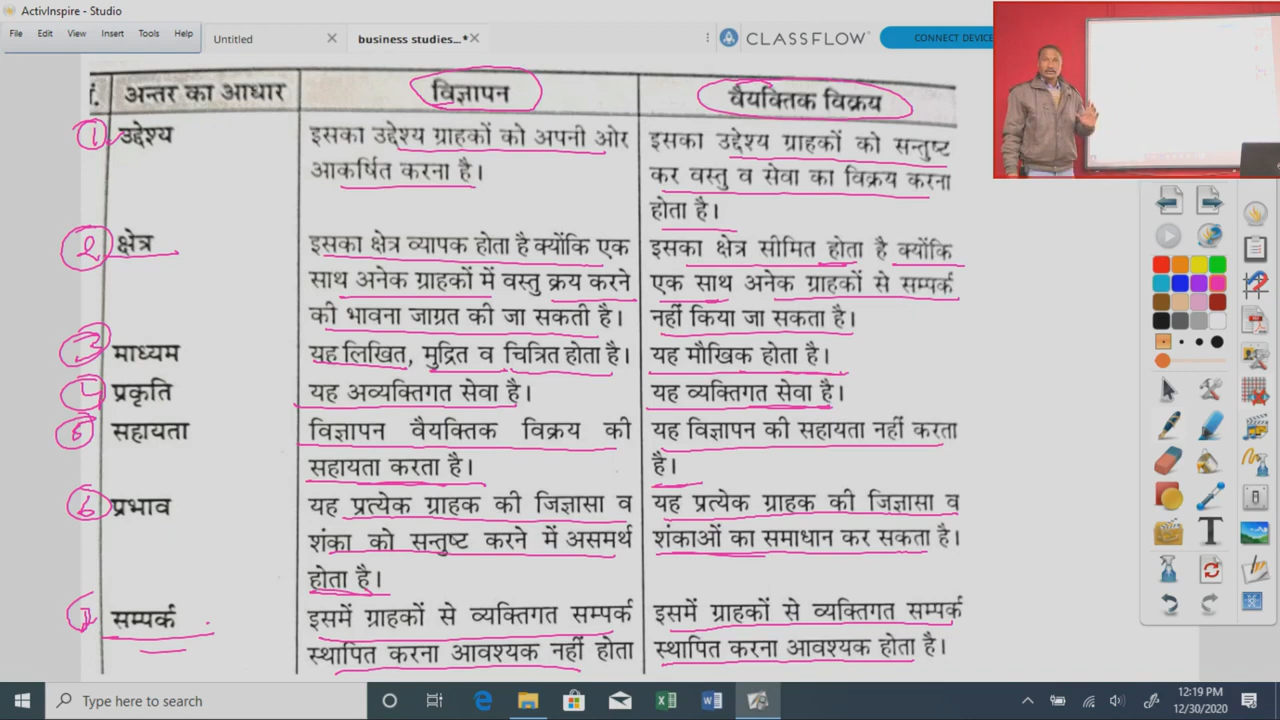 ActivInspire - Studio
File Edit View Insert Tools Help
Untitled
business studies...*
CLASSFLOW
CONNECT DEVICE
अन्तर का आधार विज्ञापन वैयक्तिक विक्रय
1 उद्देश्य
इसका उद्देश्य ग्राहकों को अपनी ओर
आकर्षित करना है।
इसका उद्देश्य ग्राहकों को सन्तुष्ट
कर वस्तु व सेवा का विक्रय करना
होता है।
2 क्षेत्र
इसका क्षेत्र व्यापक होता है क्योंकि एक
साथ अनेक ग्राहकों में वस्तु क्रय करने
की भावना जाग्रत की जा सकती है।
इसका क्षेत्र सीमित होता है क्योंकि
एक साथ अनेक ग्राहकों से सम्पर्क
नहीं किया जा सकता है।
3 माध्यम
यह लिखित, मुद्रित व चित्रित होता है।
यह मौखिक होता है।
4 प्रकृति
यह अव्यक्तिगत सेवा है।
यह व्यक्तिगत सेवा है।
5 सहायता
विज्ञापन वैयक्तिक विक्रय की
सहायता करता है।
यह विज्ञापन की सहायता नहीं करता
है।
6 प्रभाव
यह प्रत्येक ग्राहक की जिज्ञासा व
शंका को सन्तुष्ट करने में असमर्थ
होता है।
यह प्रत्येक ग्राहक की जिज्ञासा व
शंकाओं का समाधान कर सकता है।
सम्पर्क
इसमें ग्राहकों से व्यक्तिगत सम्पर्क
स्थापित करना आवश्यक नहीं होता
इसमें ग्राहकों से व्यक्तिगत सम्पर्क
स्थापित करना आवश्यक होता है।
Type here to search
12:19 PM
12/30/2020